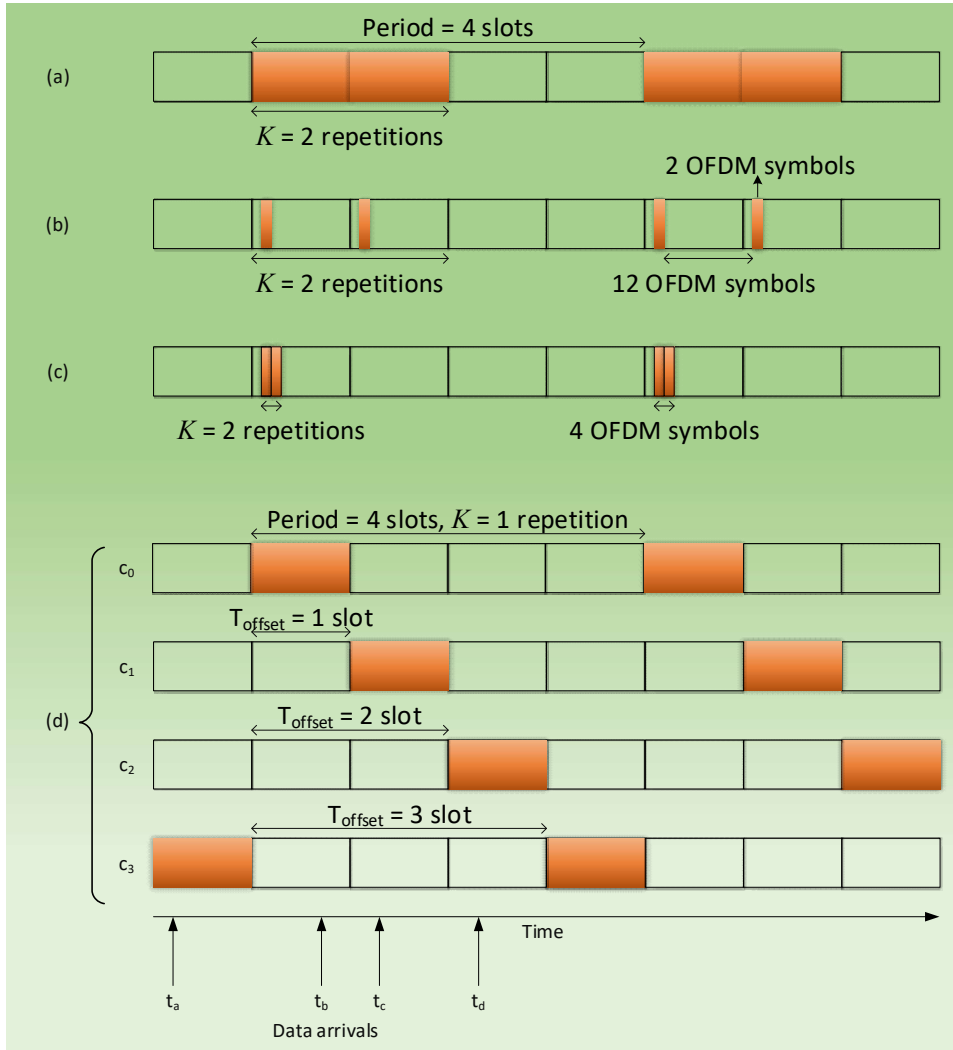 Period = 4 slots
(a)
K = 2 repetitions
2 OFDM symbols
(b)
K = 2 repetitions
12 OFDM symbols
(c)
K = 2 repetitions
4 OFDM symbols
Period = 4 slots, K = 1 repetition
c0
Toffset = 1 slot
c1
(d)
Toffset = 2 slot
c2
Toffset = 3 slot
c3
Time
ta tb tc td
Data arrivals